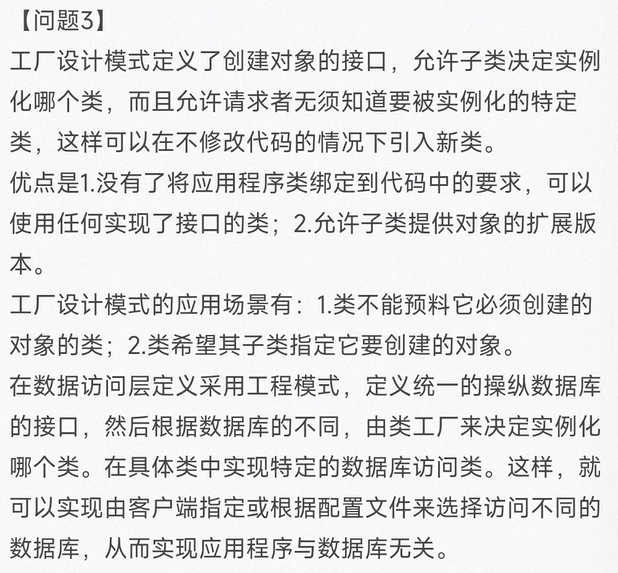 【问题3】
工厂设计模式定义了创建对象的接口，允许子类决定实例
化哪个类，而且允许请求者无须知道要被实例化的特定
类，这样可以在不修改代码的情况下引入新类。
优点是1.没有了将应用程序类绑定到代码中的要求，可以
使用任何实现了接口的类；2.允许子类提供对象的扩展版
本。
工厂设计模式的应用场景有：1.类不能预料它必须创建的
对象的类；2.类希望其子类指定它要创建的对象。
在数据访问层定义采用工程模式，定义统一的操纵数据库
的接口，然后根据数据库的不同，由类工厂来决定实例化
哪个类。在具体类中实现特定的数据库访问类。这样，就
可以实现由客户端指定或根据配置文件来选择访问不同的
数据库，从而实现应用程序与数据库无关。